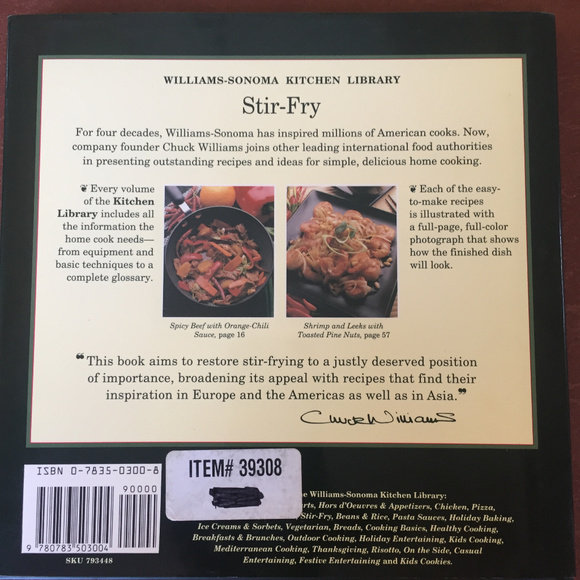 WILLIAMS-SONOMA KITCHEN LIBRARY
Stir-Fry
For four decades, Williams-Sonoma has inspired millions of American cooks. Now,
company founder Chuck Williams joins other leading international food authorities
in presenting outstanding recipes and ideas for simple, delicious home cooking.
❦ Every volume
of the Kitchen
Library includes all
the information the
home cook needs—
from equipment and
basic techniques to a
complete glossary.
Spicy Beef with Orange-Chili
Sauce, page 16
Shrimp and Leeks with
Toasted Pine Nuts, page 57
❦ Each of the easy-
to-make recipes
is illustrated with
a full-page, full-color
photograph that shows
how the finished dish
will look.
“This book aims to restore stir-frying to a justly deserved position
of importance, broadening its appeal with recipes that find their
inspiration in Europe and the Americas as well as in Asia.”
Chuck Williams
ISBN 0-7835-0300-8
90000
9 780783 503004
SKU 793448
ITEM# 39308
Williams-Sonoma Kitchen Library:
Hors d'Oeuvres & Appetizers, Chicken, Pizza,
Stir-Fry, Beans & Rice, Pasta Sauces, Holiday Baking,
Ice Creams & Sorbets, Vegetarian, Breads, Cooking Basics, Healthy Cooking,
Breakfasts & Brunches, Outdoor Cooking, Holiday Entertaining, Kids Cooking,
Mediterranean Cooking, Thanksgiving, Risotto, On the Side, Casual
Entertaining, Festive Entertaining and Kids Cookies.